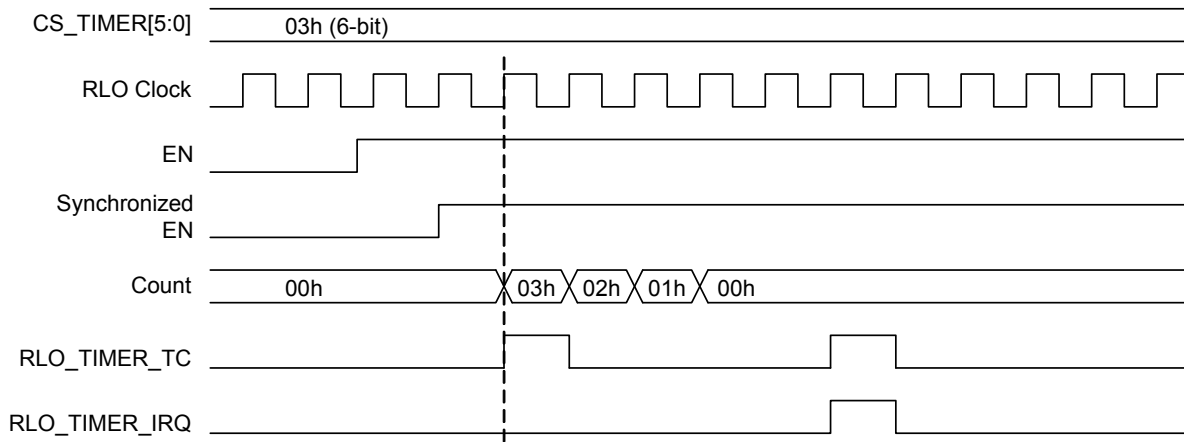 CS_TIMER[5:0] 03h (6-bit)
RLO Clock
EN
Synchronized
EN
Count 00h 03h 02h 01h 00h
RLO_TIMER_TC
RLO_TIMER_IRQ